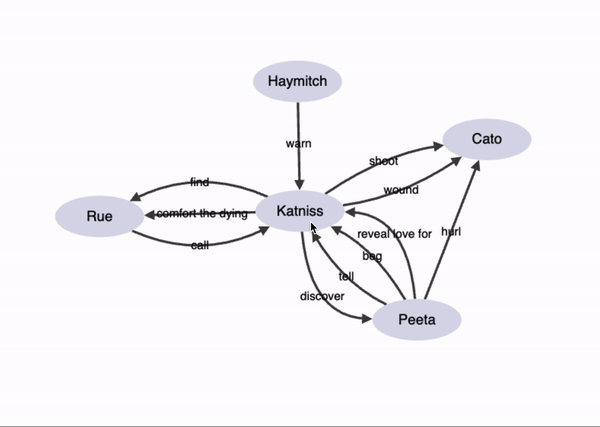 Haymitch
warn
Cato
shoot
wound
find
Rue
comfort the dying
Katniss
call
reveal love for
hurl
beg
tell
discover
Peeta